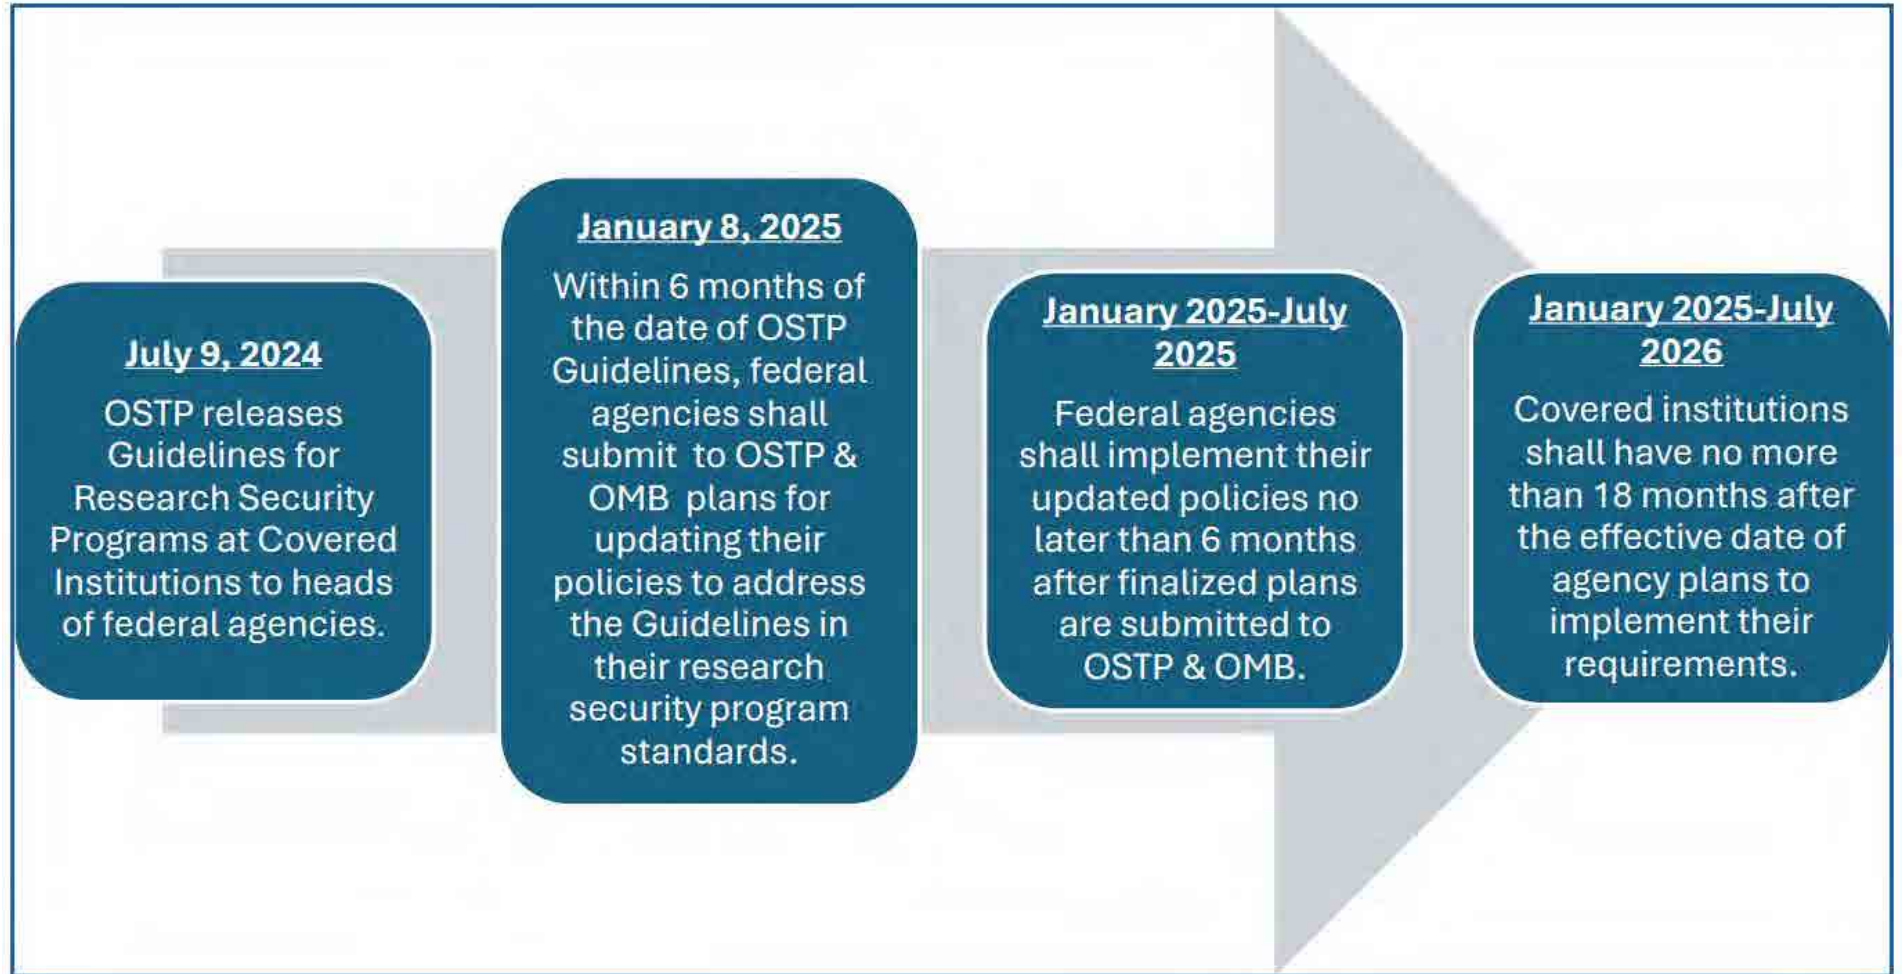 July 9, 2024
OSTP releases
Guidelines for
Research Security
Programs at Covered
Institutions to heads
of federal agencies.
January 8, 2025
Within 6 months of
the date of OSTP
Guidelines, federal
agencies shall
submit to OSTP &
OMB plans for
updating their
policies to address
the Guidelines in
their research
security program
standards.
January 2025-July
2025
Federal agencies
shall implement their
updated policies no
later than 6 months
after finalized plans
are submitted to
OSTP & OMB.
January 2025-July
2026
Covered institutions
shall have no more
than 18 months after
the effective date of
agency plans to
implement their
requirements.